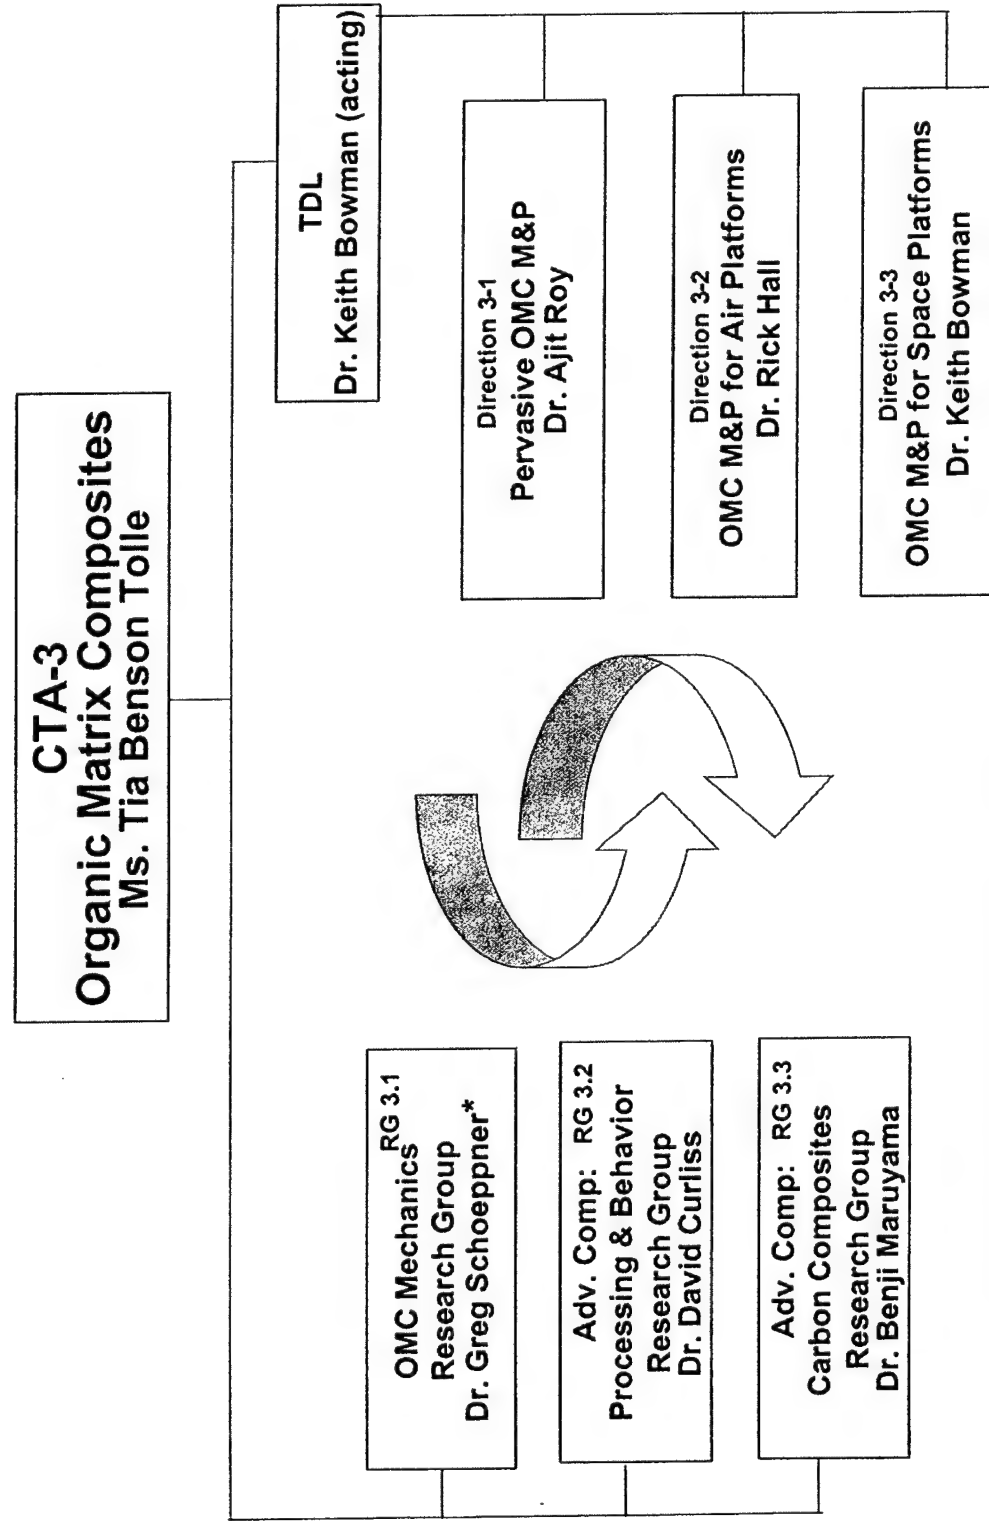 CTA-3
Organic Matrix Composites
Ms. Tia Benson Tolle
TDL
Dr. Keith Bowman (acting)
RG 3.1
OMC Mechanics
Research Group
Dr. Greg Schoeppner*
Adv. Comp: RG 3.2
Processing & Behavior
Research Group
Dr. David Curliss
Adv. Comp: RG 3.3
Carbon Composites
Research Group
Dr. Benji Maruyama
Direction 3-1
Pervasive OMC M&P
Dr. Ajit Roy
Direction 3-2
OMC M&P for Air Platforms
Dr. Rick Hall
Direction 3-3
OMC M&P for Space Platforms
Dr. Keith Bowman